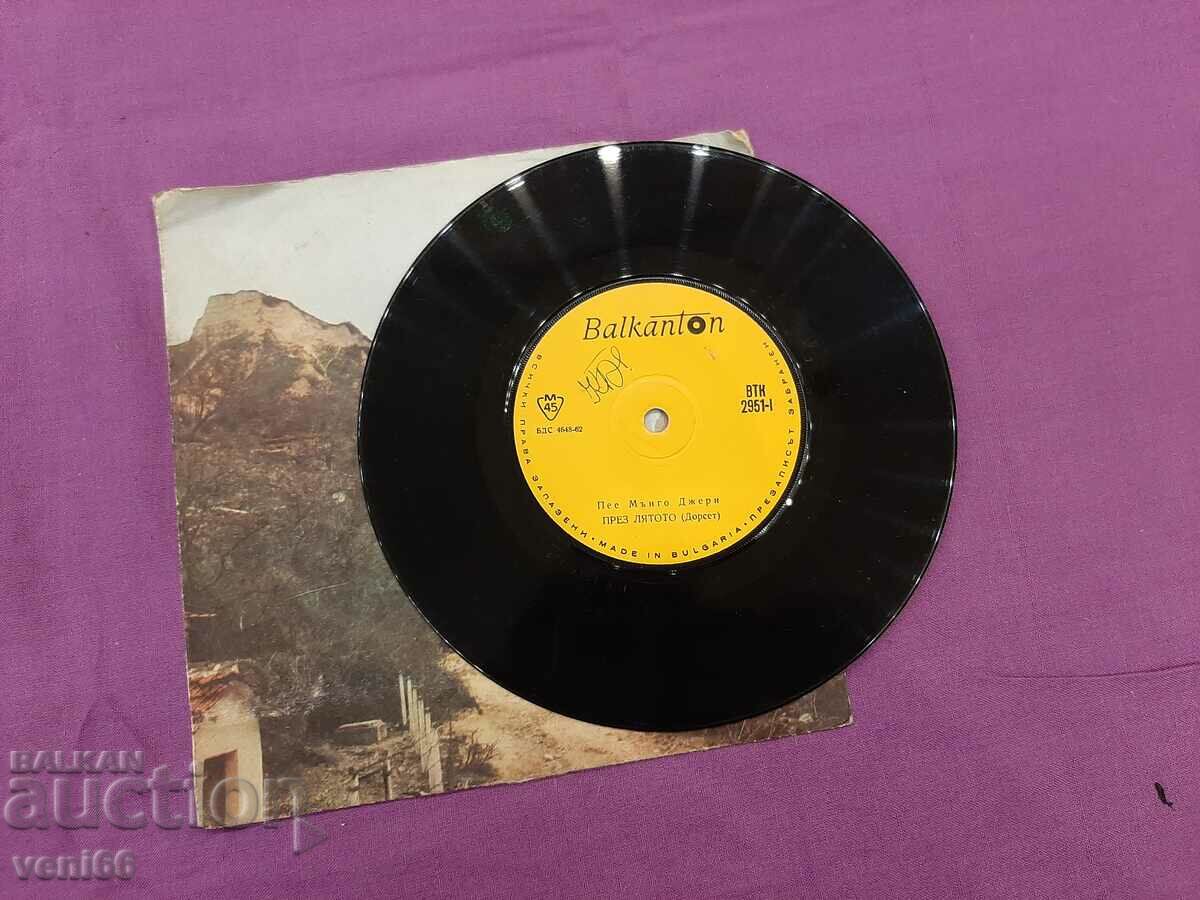 Balkanton
M
45
БДС 4648-62
ВТК
2951-I
Пее Мънго Джери
ПРЕЗ ЛЯТОТО (Дорсет)
ВСИЧКИ ПРАВА ЗАПАЗЕНИ • MADE IN BULGARIA • ПРЕЗАПИСЪТ ЗАБРАНЕН
BALKAN
auction
veni66